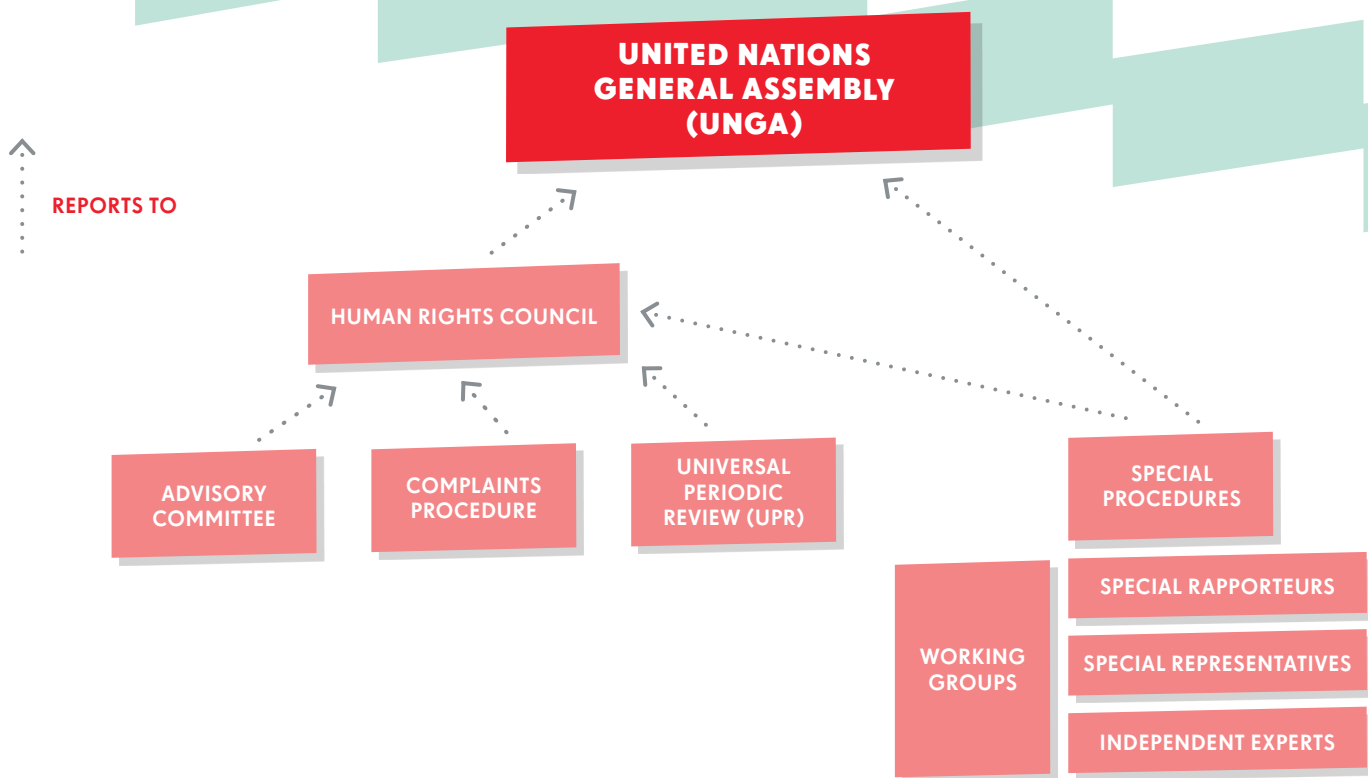 UNITED NATIONS
GENERAL ASSEMBLY
(UNGA)
REPORTS TO
HUMAN RIGHTS COUNCIL
ADVISORY
COMMITTEE
COMPLAINTS
PROCEDURE
UNIVERSAL
PERIODIC
REVIEW (UPR)
SPECIAL
PROCEDURES
WORKING
GROUPS
SPECIAL RAPPORTEURS
SPECIAL REPRESENTATIVES
INDEPENDENT EXPERTS